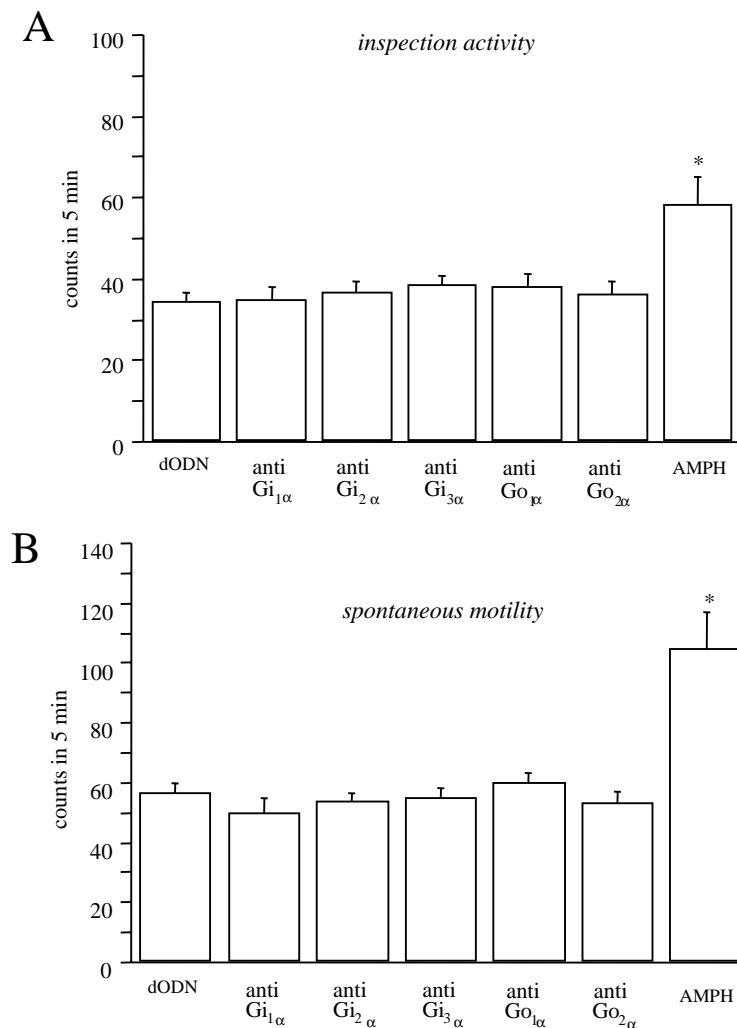 A
inspection activity
counts in 5 min
100
80
60
40
20
0
*
dODN
anti
Gi1α
anti
Gi2 α
anti
Gi3α
anti
Go1α
anti
Go2α
AMPH
B
spontaneous motility
counts in 5 min
140
120
100
80
60
40
20
0
*
dODN
anti
Gi1α
anti
Gi2 α
anti
Gi3 α
anti
Go1α
anti
Go2α
AMPH